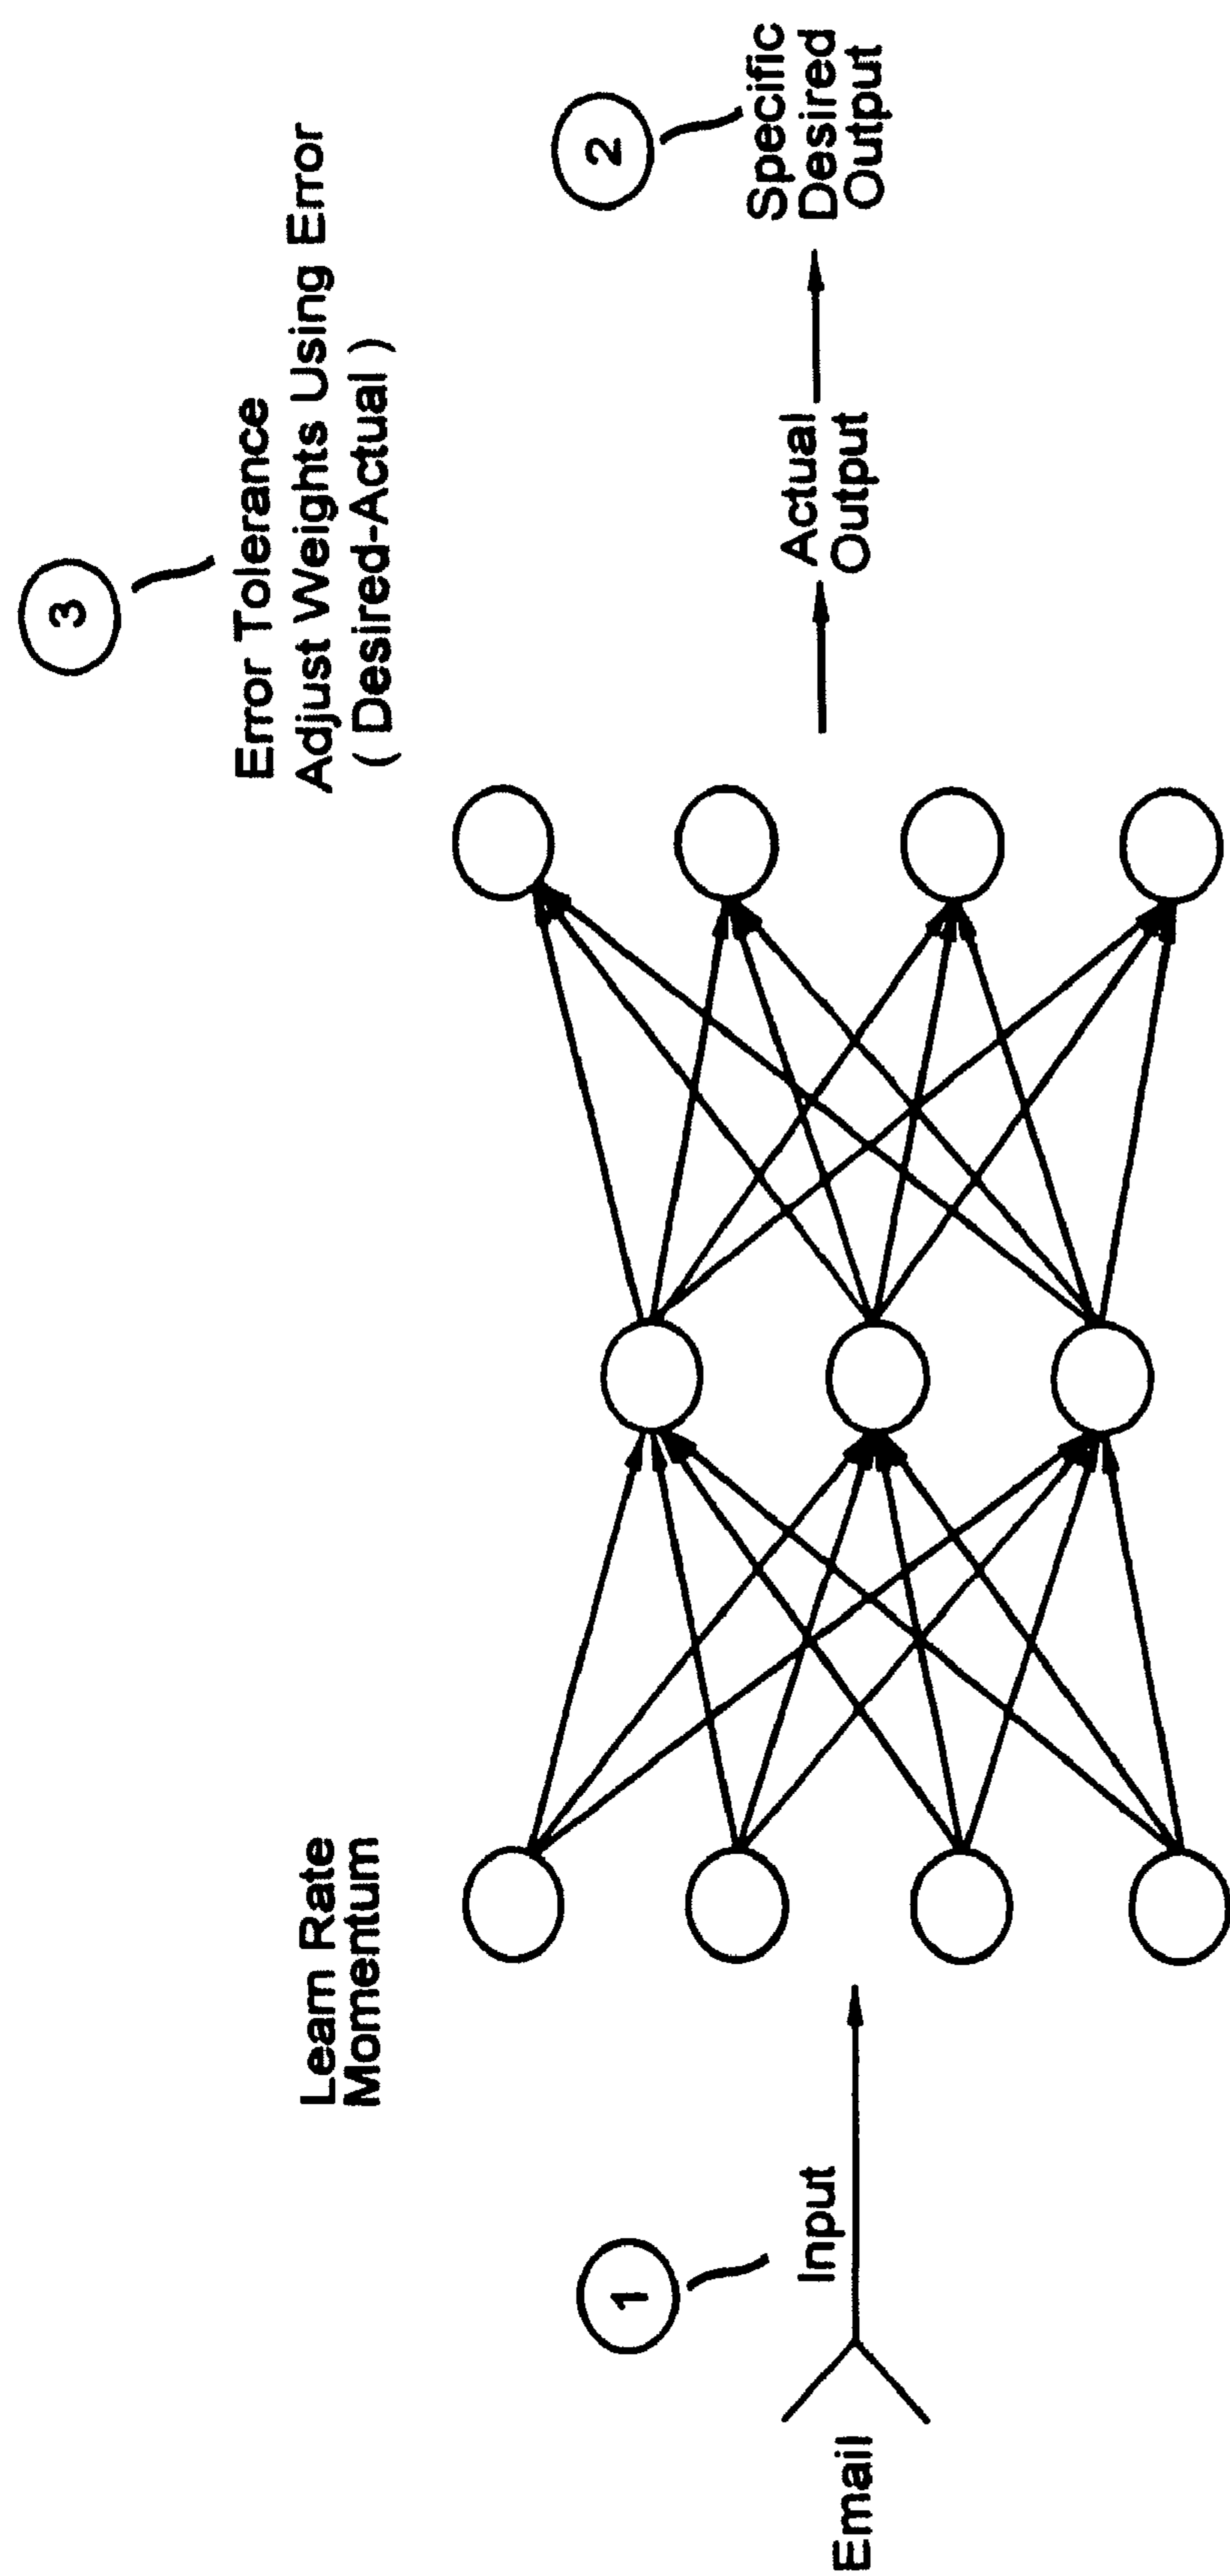 3
Error Tolerance
Adjust Weights Using Error
( Desired-Actual )
Learn Rate
Momentum
1
Input
Email
Actual
Output
2
Specific
Desired
Output